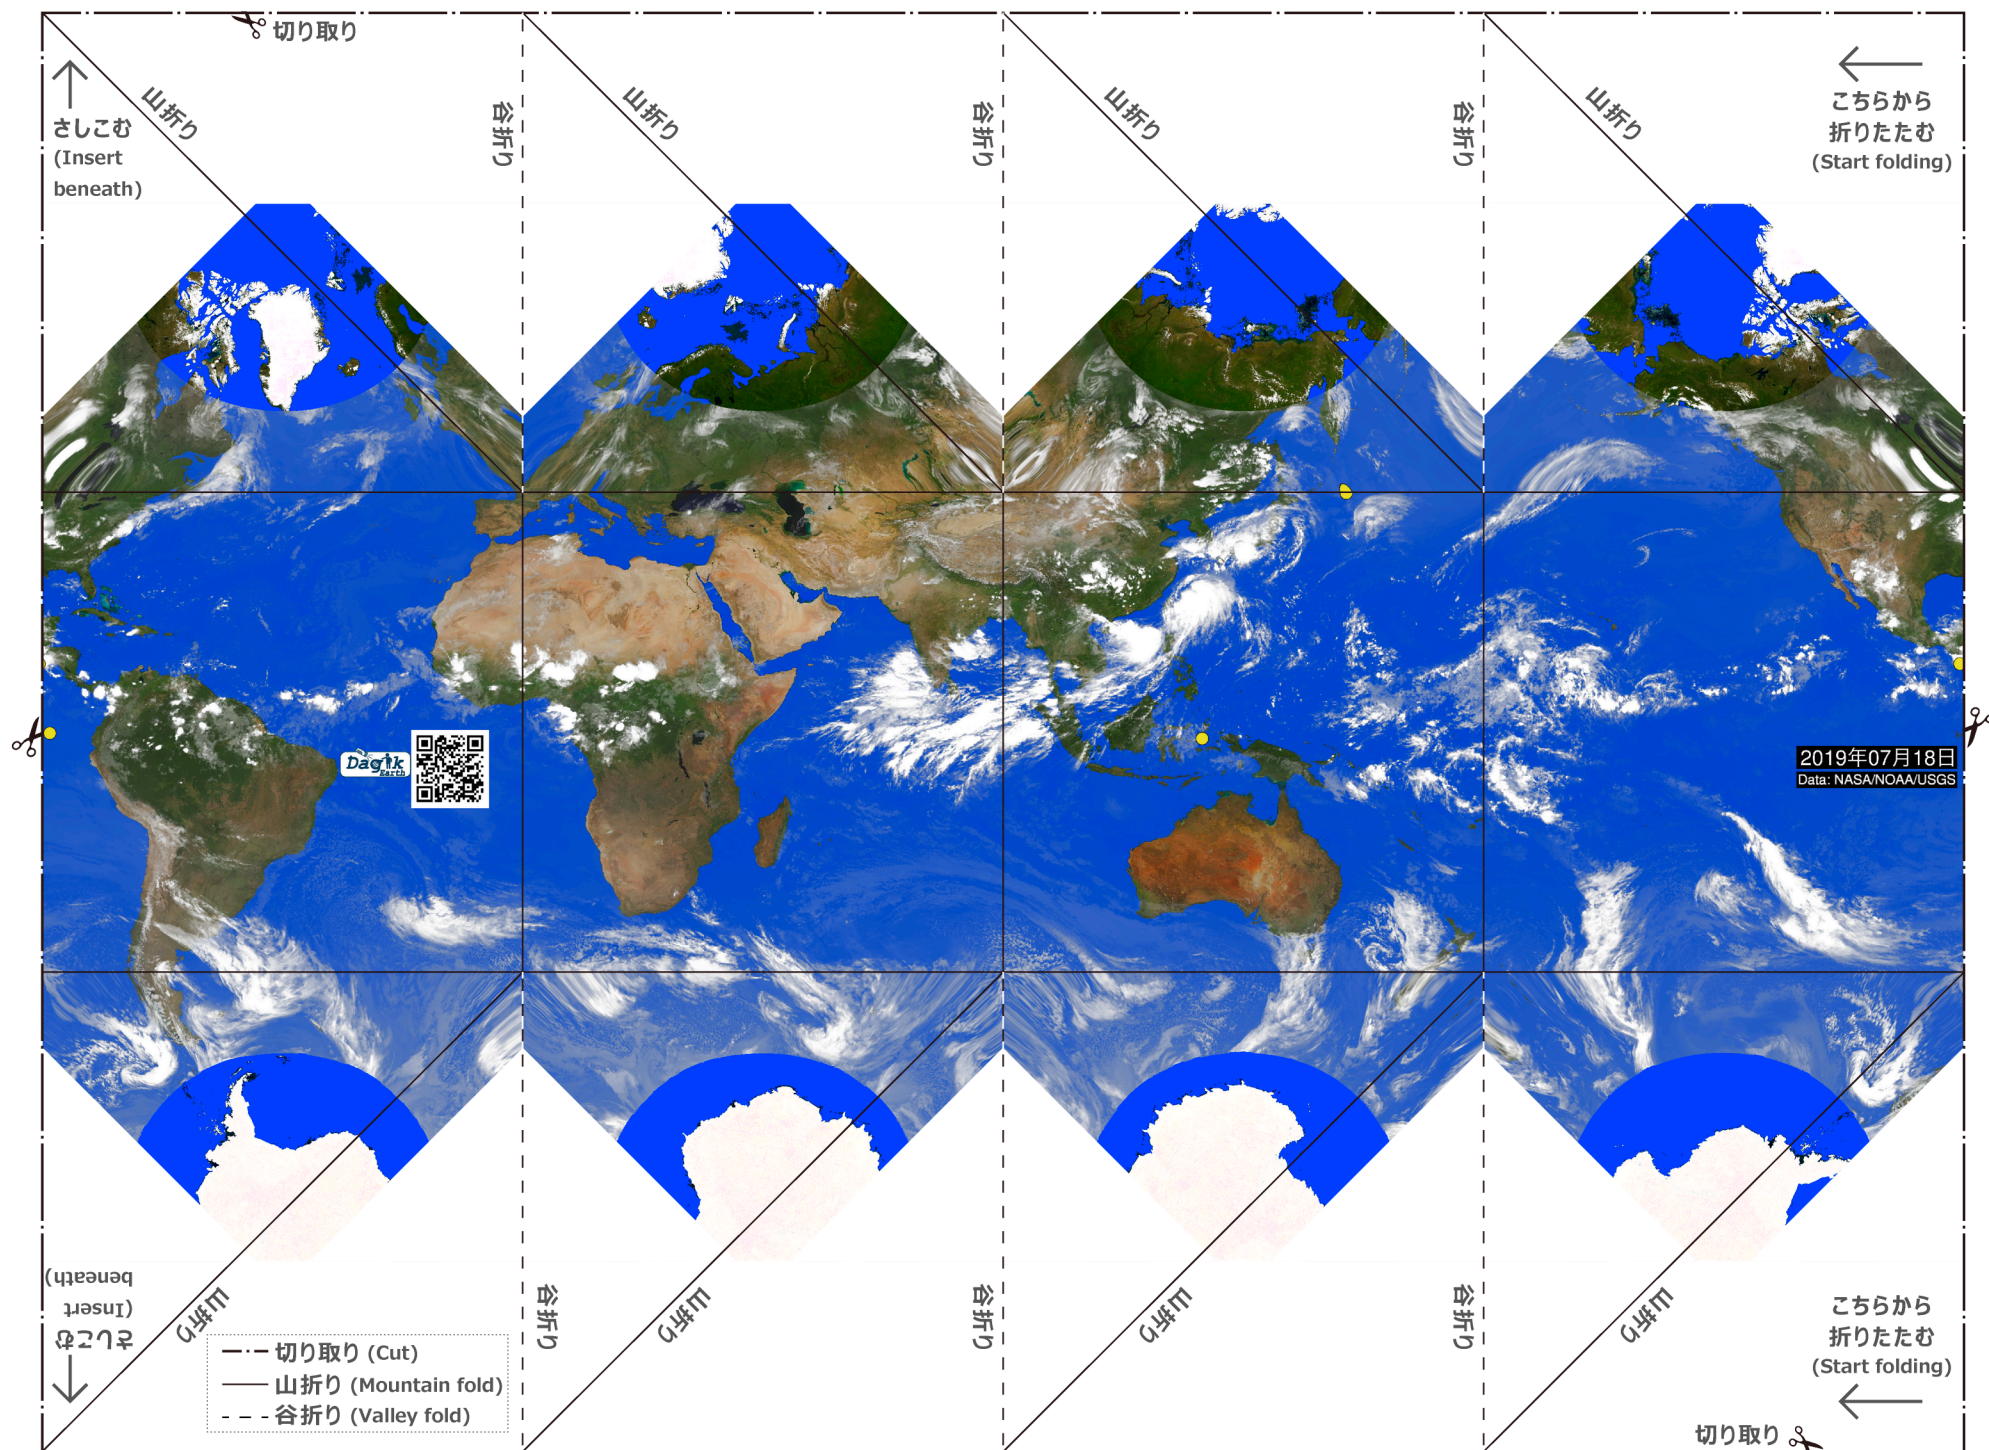 切り取り
さしこむ
(Insert
beneath)
山折り
谷折り
山折り
谷折り
山折り
谷折り
山折り
こちらから
折りたたむ
(Start folding)
Dagik
Earth
2019年07月18日
Data: NASA/NOAA/USGS
さしこむ
(Insert
beneath)
山折り
谷折り
山折り
谷折り
山折り
谷折り
山折り
こちらから
折りたたむ
(Start folding)
切り取り (Cut)
山折り (Mountain fold)
谷折り (Valley fold)
切り取り